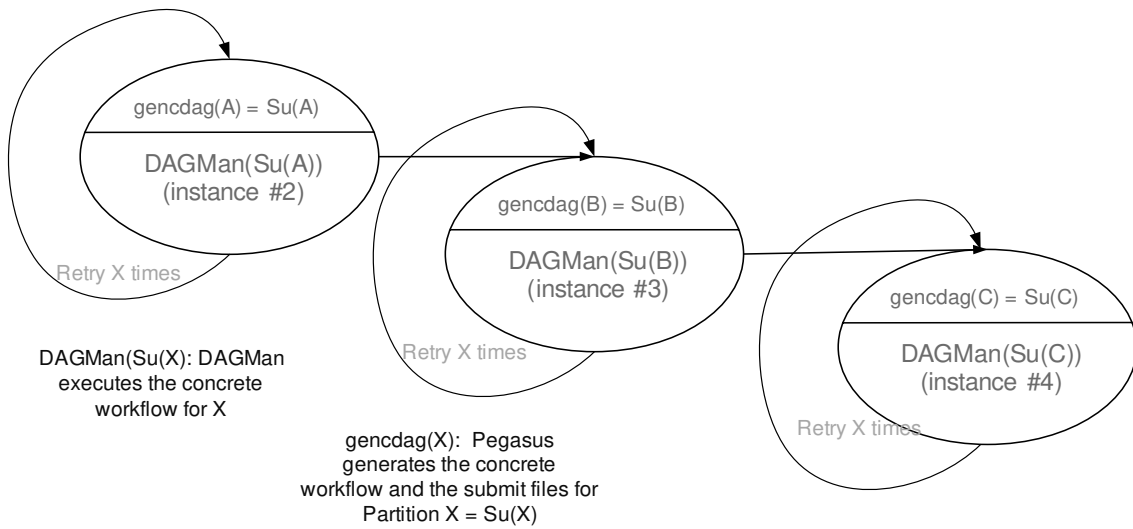 gencdag(A) = Su(A)
DAGMan(Su(A))
(instance #2)
Retry X times
gencdag(B) = Su(B)
DAGMan(Su(B))
(instance #3)
Retry X times
gencdag(C) = Su(C)
DAGMan(Su(C))
(instance #4)
Retry X times
DAGMan(Su(X): DAGMan
executes the concrete
workflow for X
gencdag(X): Pegasus
generates the concrete
workflow and the submit files for
Partition X = Su(X)